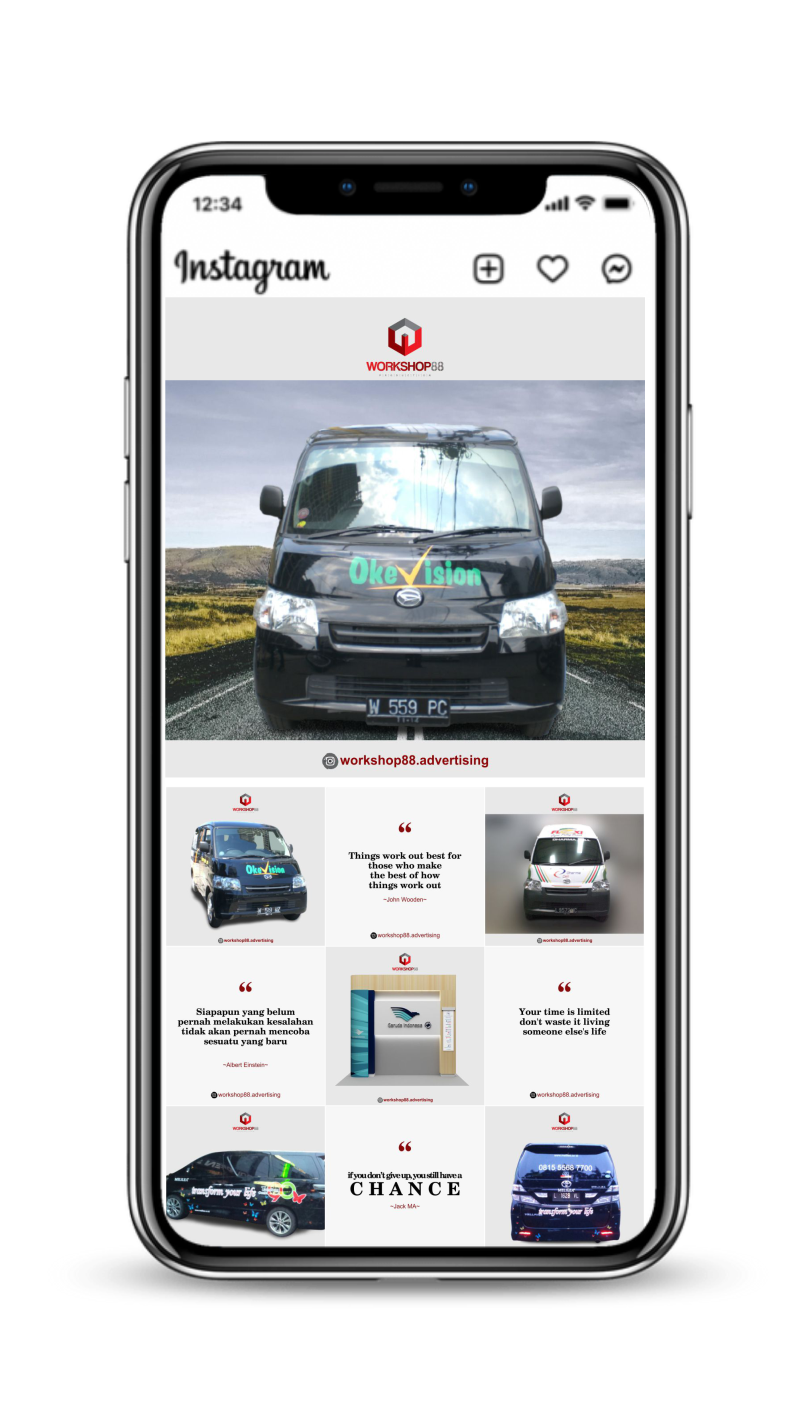 12:34
Instagram
WORKSHOP88
OkeVision
W 559 PC
workshop88.advertising
WORKSHOP88
OkeVision
workshop88.advertising
“
Things work out best for
those who make
the best of how
things work out
~John Wooden~
workshop88.advertising
WORKSHOP88
workshop88.advertising
“
Siapapun yang belum
pernah melakukan kesalahan
tidak akan pernah mencoba
sesuatu yang baru
~Albert Einstein~
workshop88.advertising
WORKSHOP88
Garuda Indonesia
workshop88.advertising
“
Your time is limited
don't waste it living
someone else's life
workshop88.advertising
WORKSHOP88
transform your life
“
if you don't give up, you still have a
CHANCE
~Jack MA~
WORKSHOP88
0815 5568 7700
transform your life